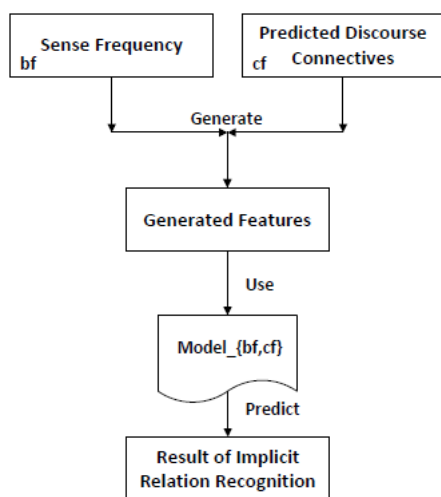 Sense Frequency
bf
Predicted Discourse
Connectives
cf
Generate
Generated Features
Use
Model_{bf,cf}
Predict
Result of Implicit
Relation Recognition